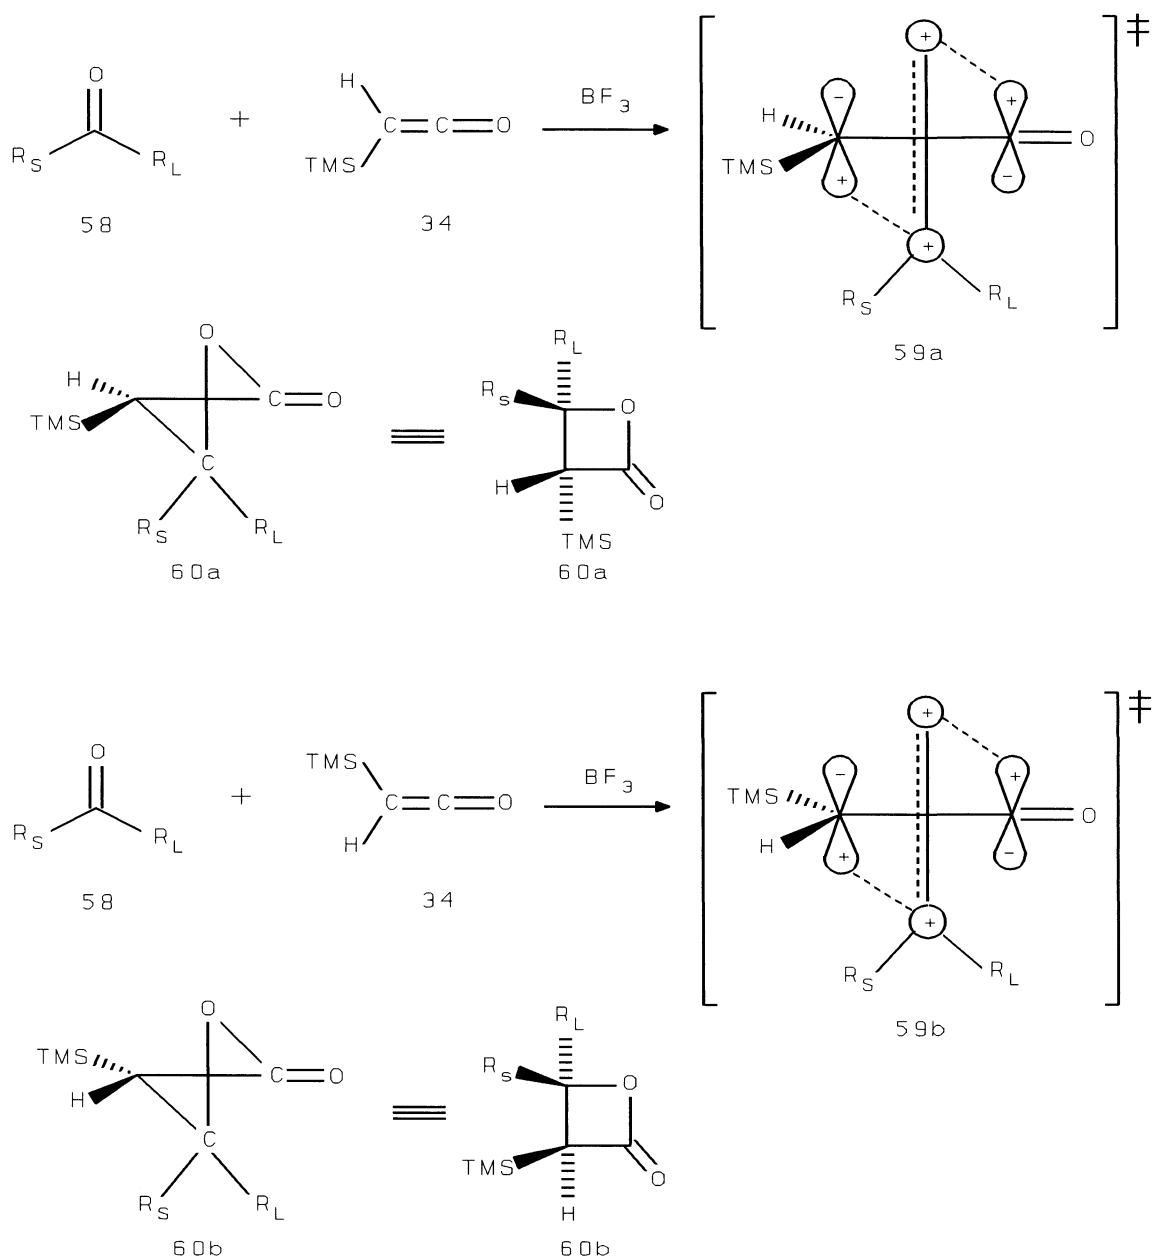 O
R_S R_L
58
+
H
C C O
TMS
34
BF_3
‡
+
− +
H
TMS O
+ −
+
R_S R_L
59a
O
H C O
TMS
C
R_S R_L
60a
≡
R_L
R_S O
H O
TMS
60a
O
R_S R_L
58
+
TMS
C C O
H
34
BF_3
‡
+
− +
TMS
H O
+ −
+
R_S R_L
59b
O
TMS C O
H
C
R_S R_L
60b
≡
R_L
R_S O
TMS O
H
60b